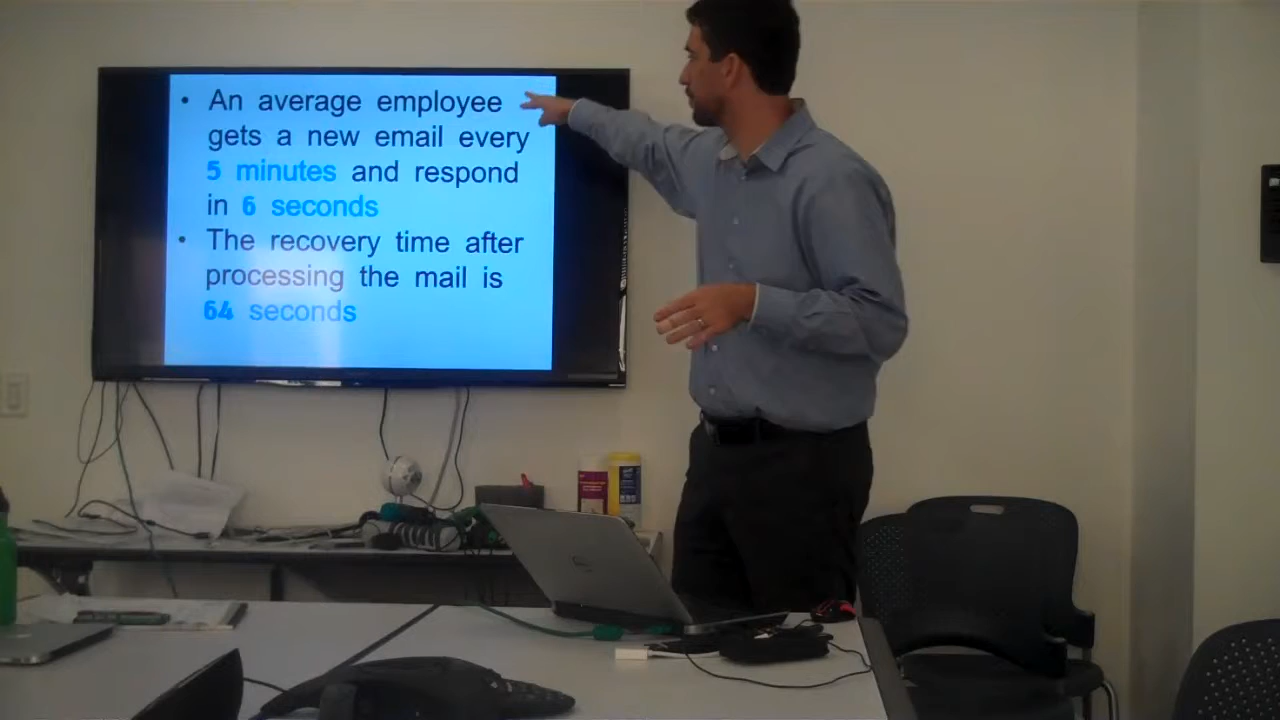 • An average employee
gets a new email every
5 minutes and respond
in 6 seconds
• The recovery time after
processing the mail is
64 seconds